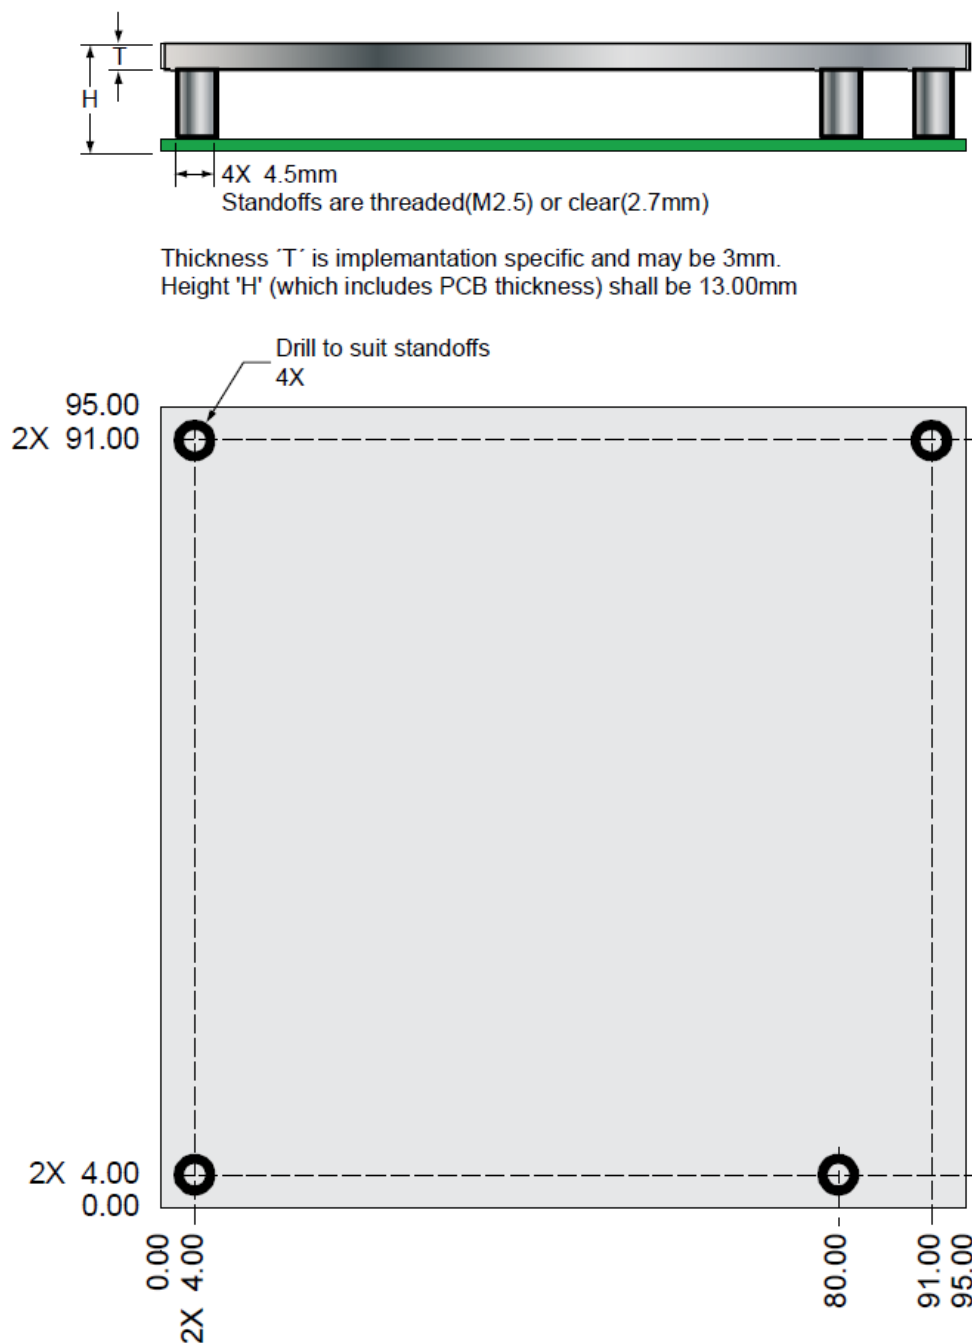 T
H
4X 4.5mm
Standoffs are threaded(M2.5) or clear(2.7mm)
Thickness ´T´ is implemantation specific and may be 3mm.
Height 'H' (which includes PCB thickness) shall be 13.00mm
Drill to suit standoffs
4X
95.00
2X 91.00
2X 4.00
0.00
0.00
2X 4.00
80.00
91.00
95.00